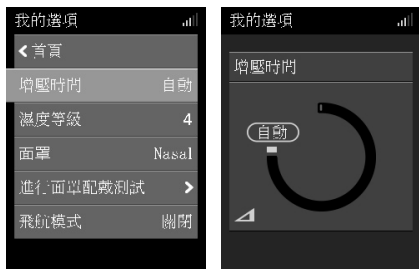 我的選項
首頁
增壓時間 自動
濕度等級 4
面罩 Nasal
進行面罩配戴測試
飛航模式 關閉
我的選項
增壓時間
自動